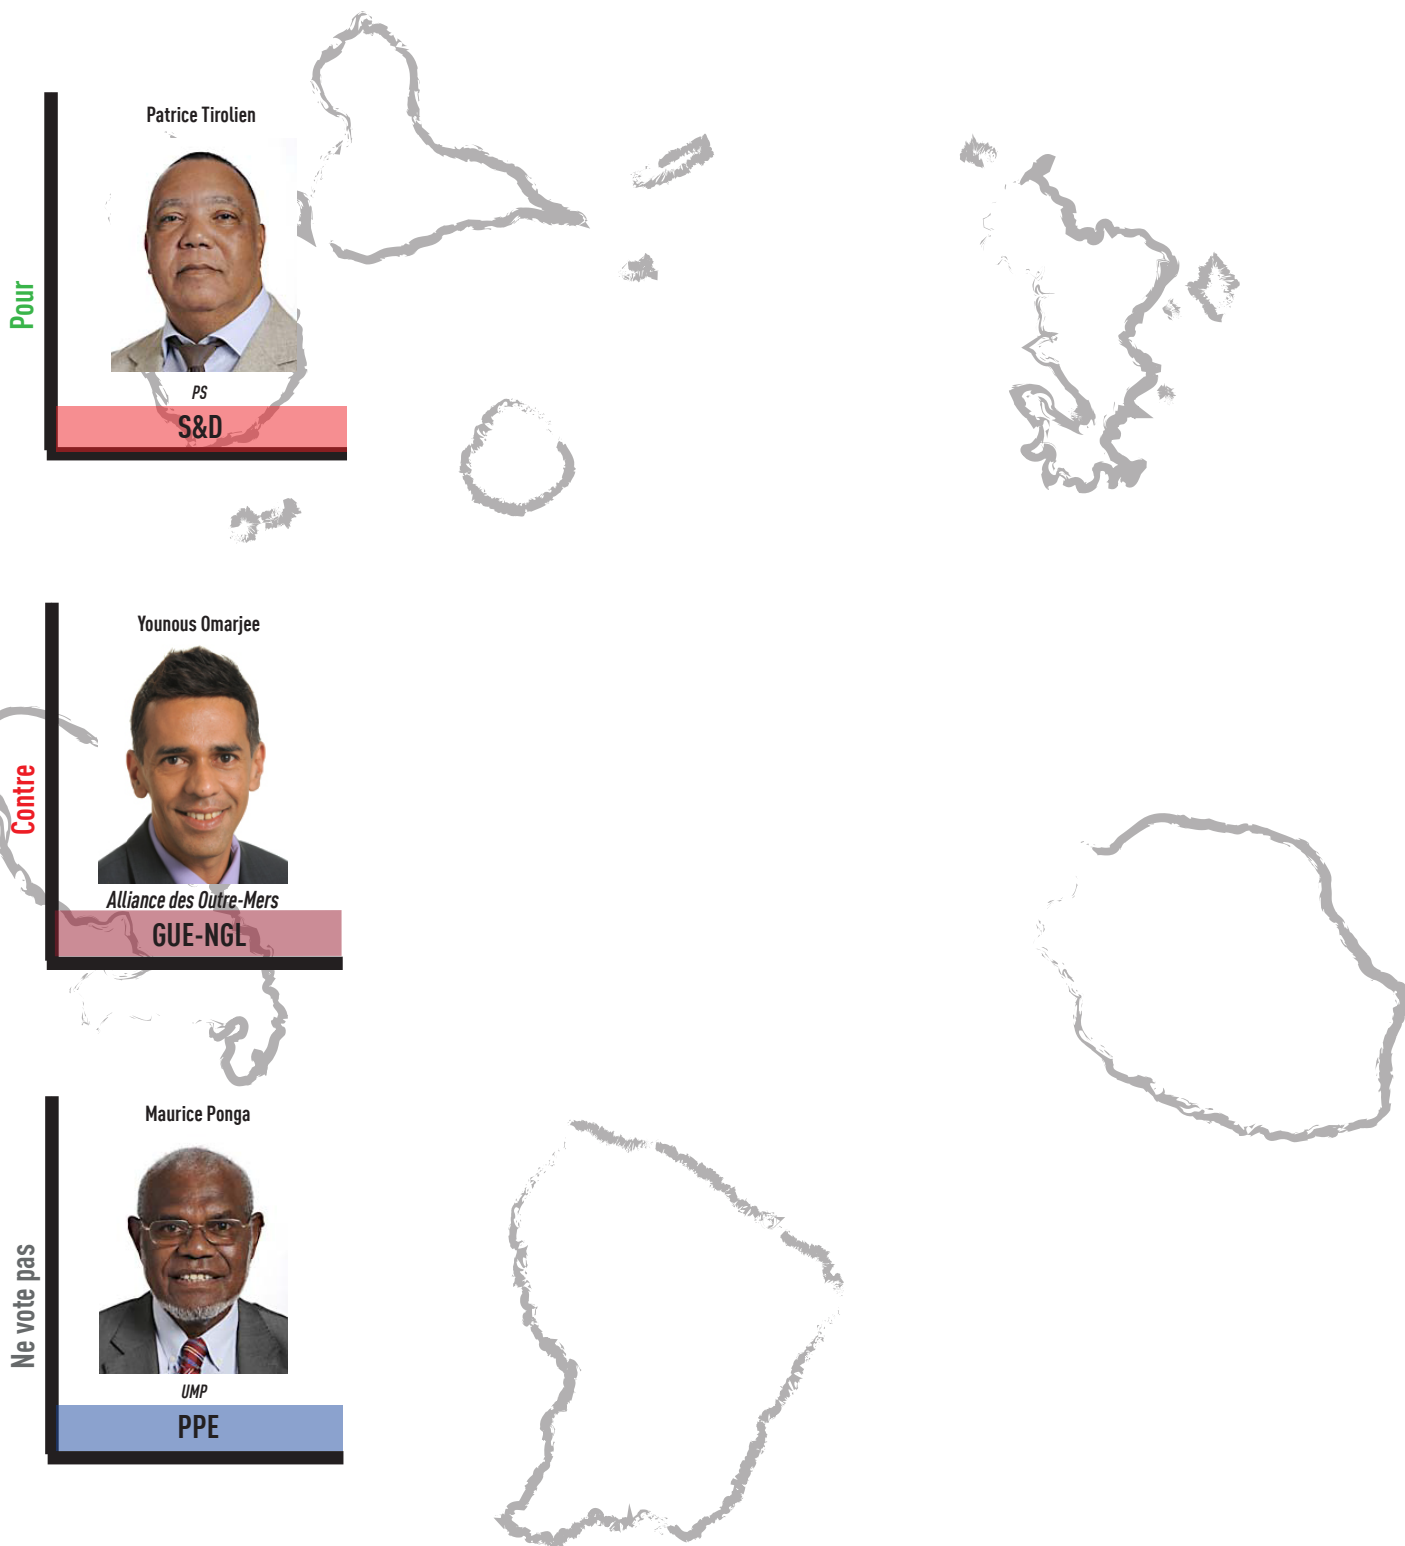 Patrice Tirolien
Pour
PS
S&D
Younous Omarjee
Contre
Alliance des Outre-Mers
GUE-NGL
Maurice Ponga
Ne vote pas
UMP
PPE